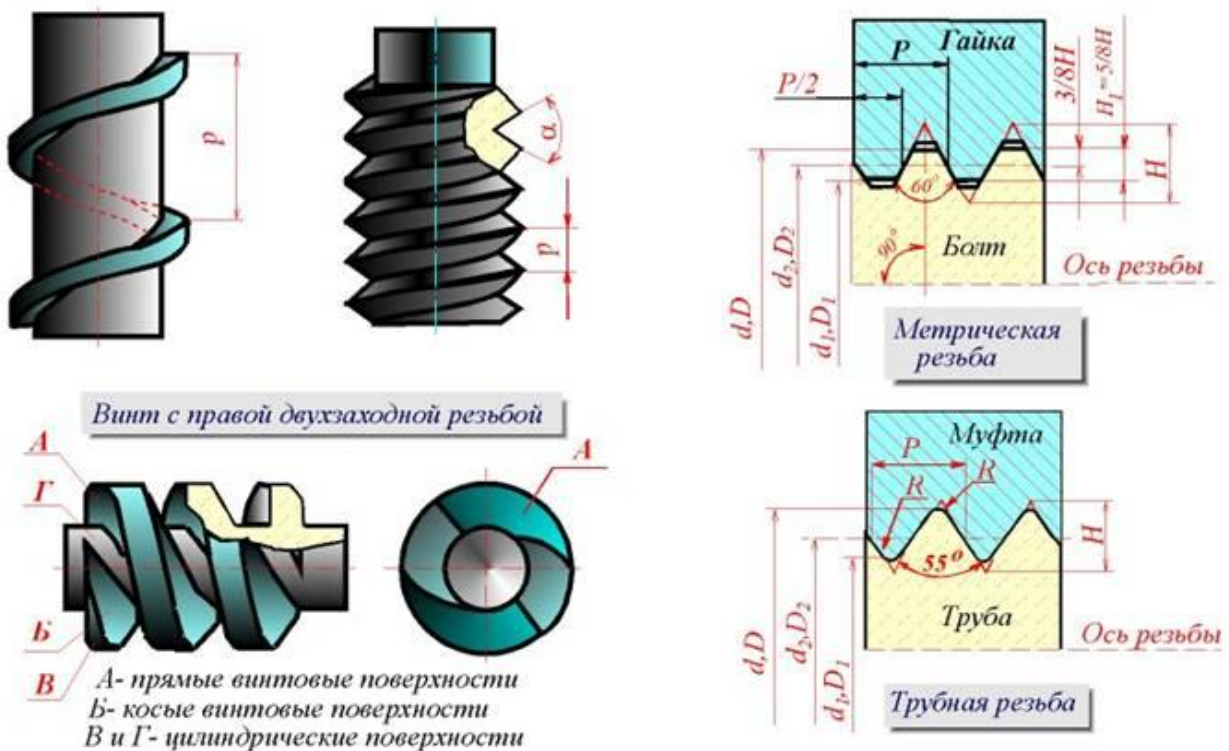 P
α
P
Винт с правой двухзаходной резьбой
А
Г
Б
В
А
А- прямые винтовые поверхности
Б- косые винтовые поверхности
В и Г- цилиндрические поверхности
Гайка
P
P/2
3/8H
H₁≈5/8H
H
60°
90°
Болт
Ось резьбы
d,D
d₂,D₂
d₁,D₁
Метрическая
резьба
Муфта
P
R
R
H
55°
Труба
Ось резьбы
d,D
d₂,D₂
d₁,D₁
Трубная резьба